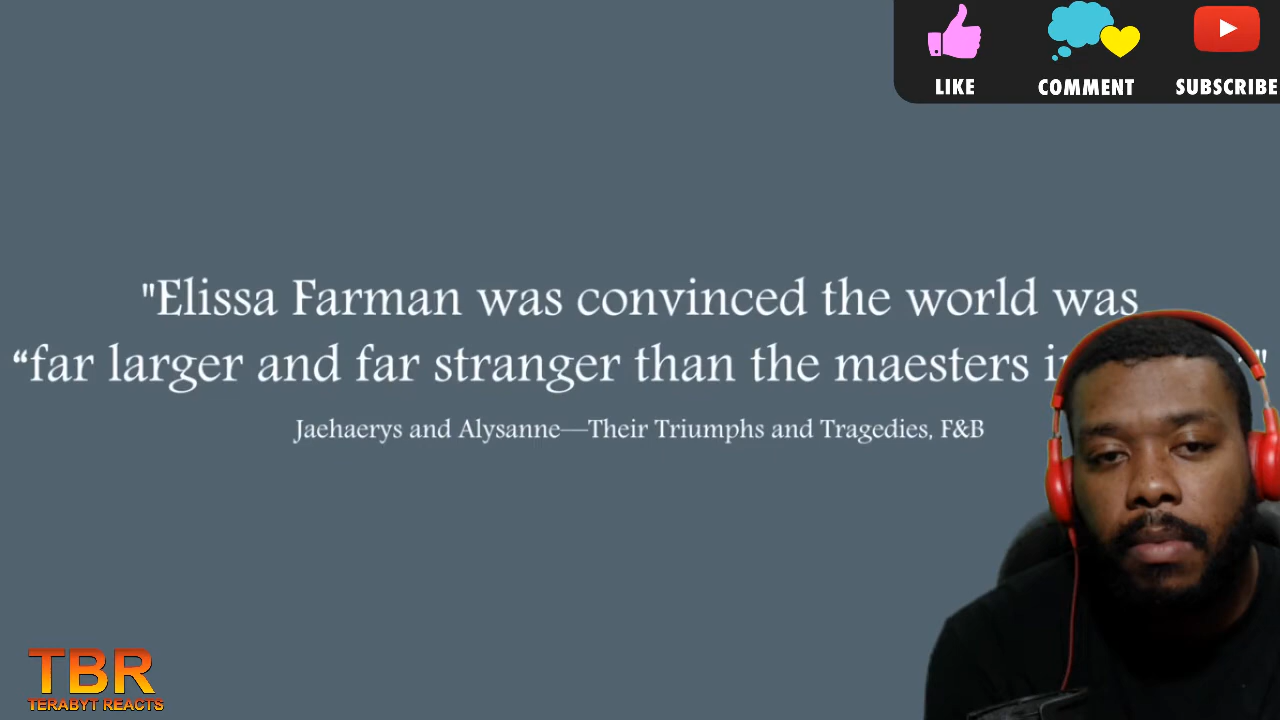 LIKE
COMMENT
SUBSCRIBE
"Elissa Farman was convinced the world was
“far larger and far stranger than the maesters
Jaehaerys and Alysanne—Their Triumphs and Tragedies, F&B
TBR
TERABYT REACTS